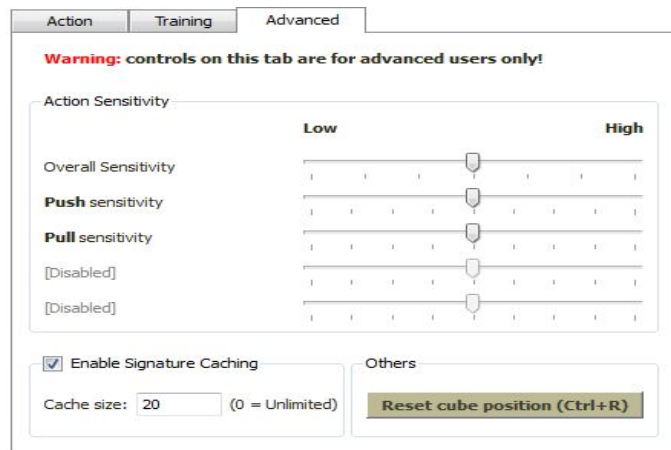 Action Training Advanced
Warning: controls on this tab are for advanced users only!
Action Sensitivity
Low High
Overall Sensitivity
Push sensitivity
Pull sensitivity
[Disabled]
[Disabled]
Enable Signature Caching
Cache size: 20 (0 = Unlimited)
Others
Reset cube position (Ctrl+R)